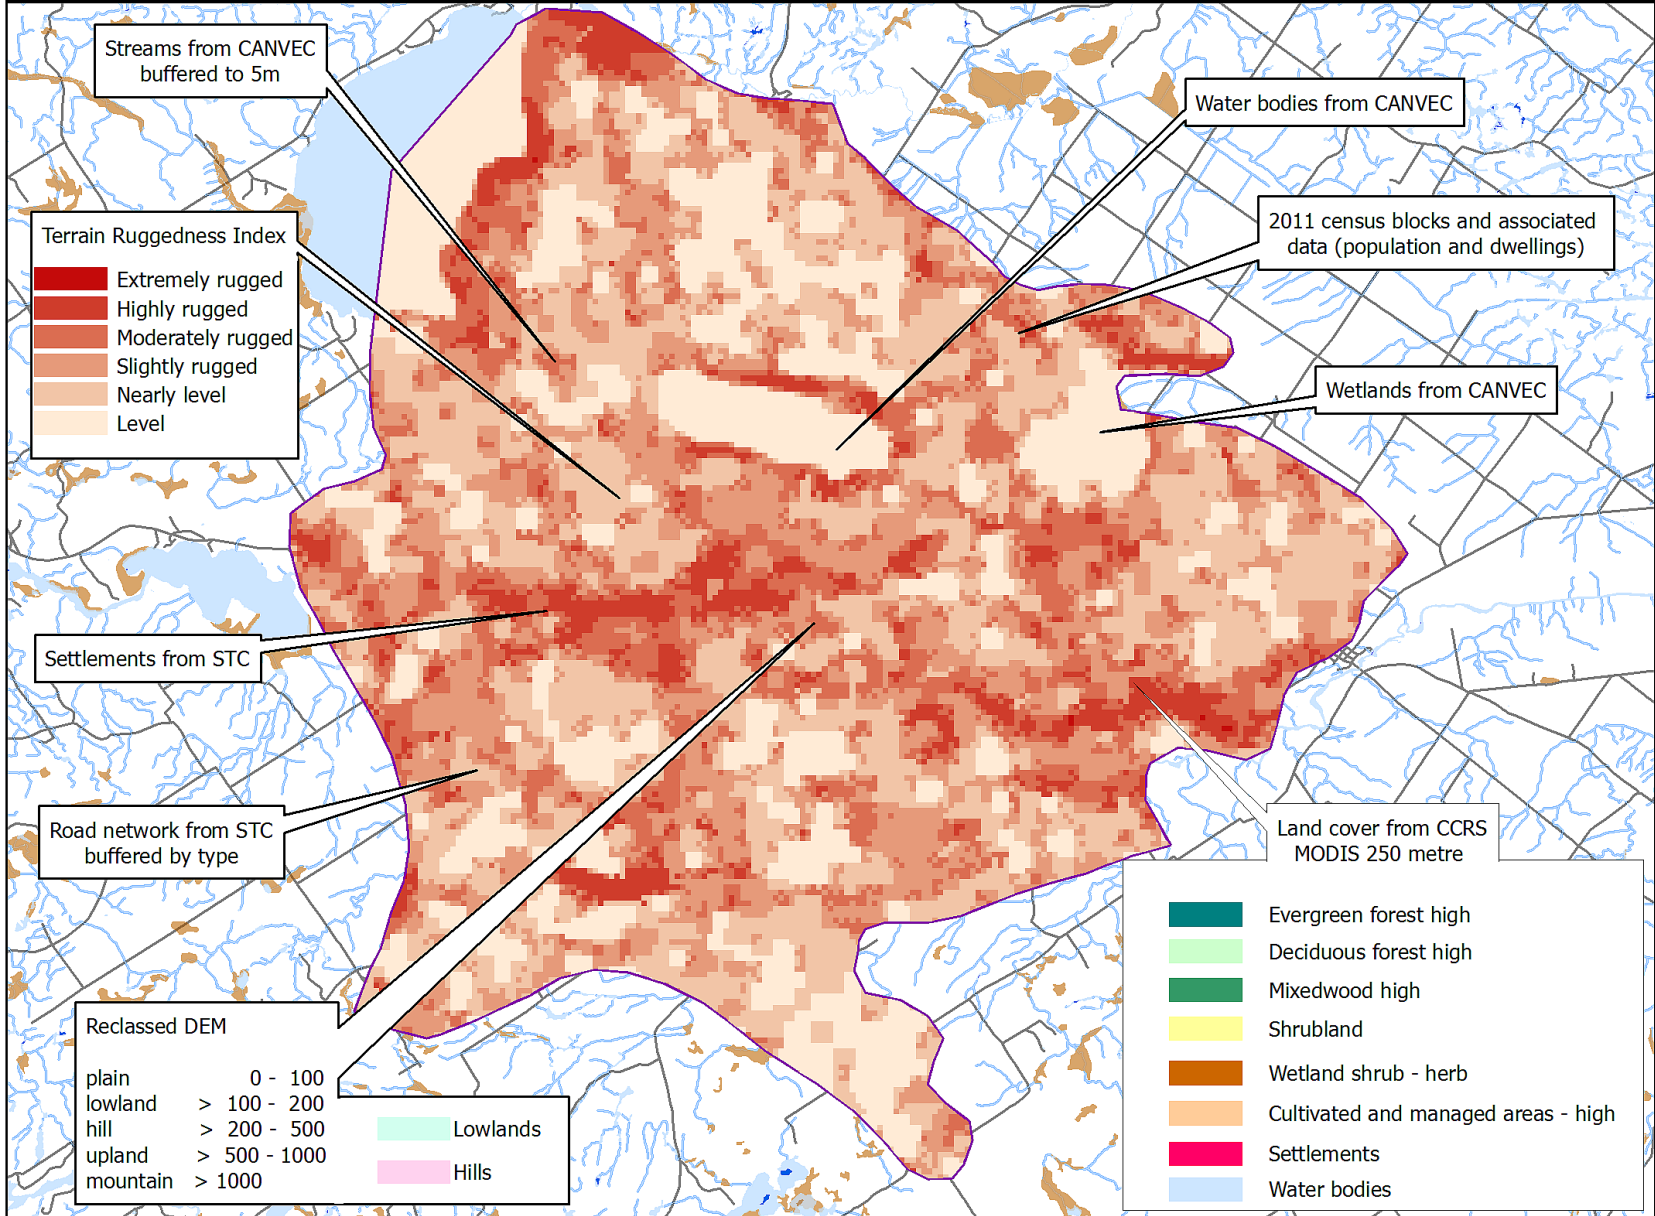 Streams from CANVEC
buffered to 5m
Water bodies from CANVEC
2011 census blocks and associated
data (population and dwellings)
Terrain Ruggedness Index
Extremely rugged
Highly rugged
Moderately rugged
Slightly rugged
Nearly level
Level
Wetlands from CANVEC
Settlements from STC
Road network from STC
buffered by type
Land cover from CCRS
MODIS 250 metre
Evergreen forest high
Deciduous forest high
Mixedwood high
Shrubland
Wetland shrub - herb
Cultivated and managed areas - high
Settlements
Water bodies
Reclassed DEM
plain 0 - 100
lowland > 100 - 200
hill > 200 - 500
upland > 500 - 1000
mountain > 1000
Lowlands
Hills